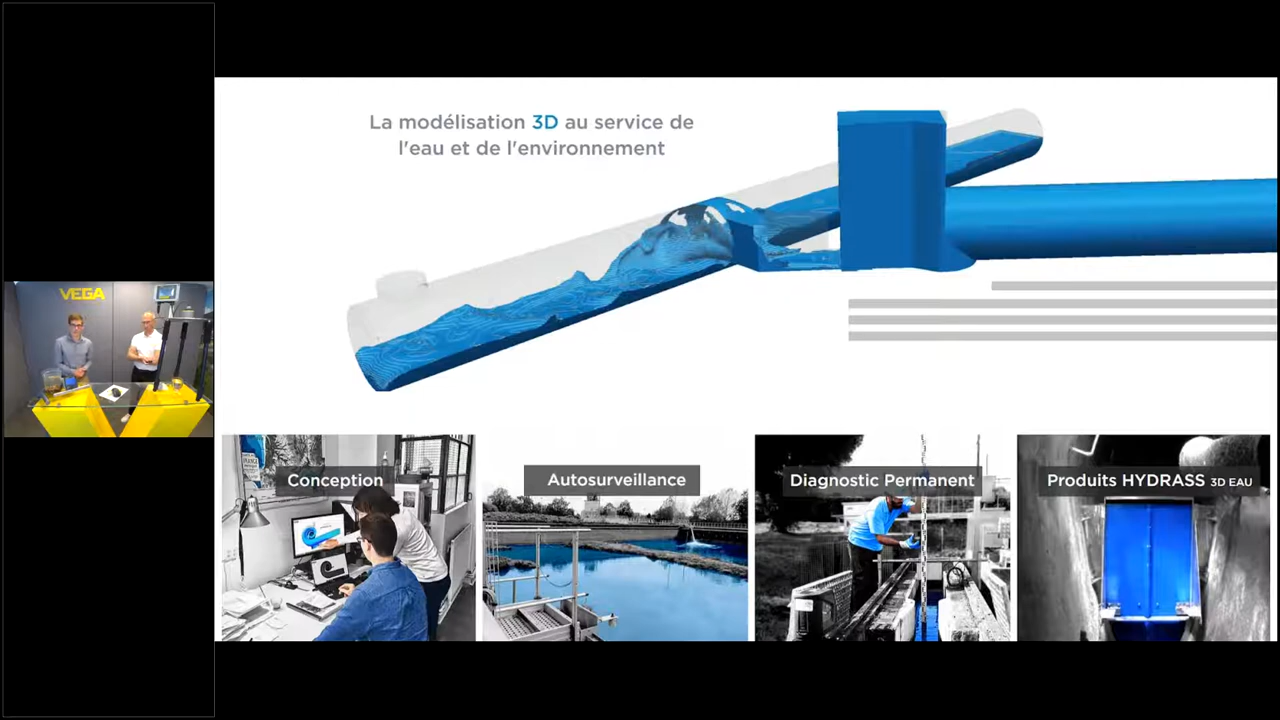 La modélisation 3D au service de
l'eau et de l'environnement
VEGA
Conception
Autosurveillance
Diagnostic Permanent
Produits HYDRASS 3D EAU